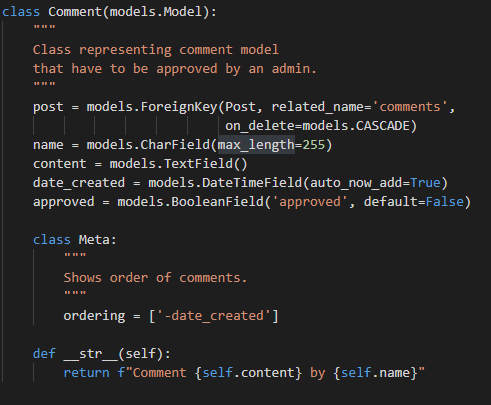 class Comment(models.Model):
    """
    Class representing comment model
    that have to be approved by an admin.
    """
    post = models.ForeignKey(Post, related_name='comments',
                             on_delete=models.CASCADE)
    name = models.CharField(max_length=255)
    content = models.TextField()
    date_created = models.DateTimeField(auto_now_add=True)
    approved = models.BooleanField('approved', default=False)

    class Meta:
        """
        Shows order of comments.
        """
        ordering = ['-date_created']

    def __str__(self):
        return f"Comment {self.content} by {self.name}"